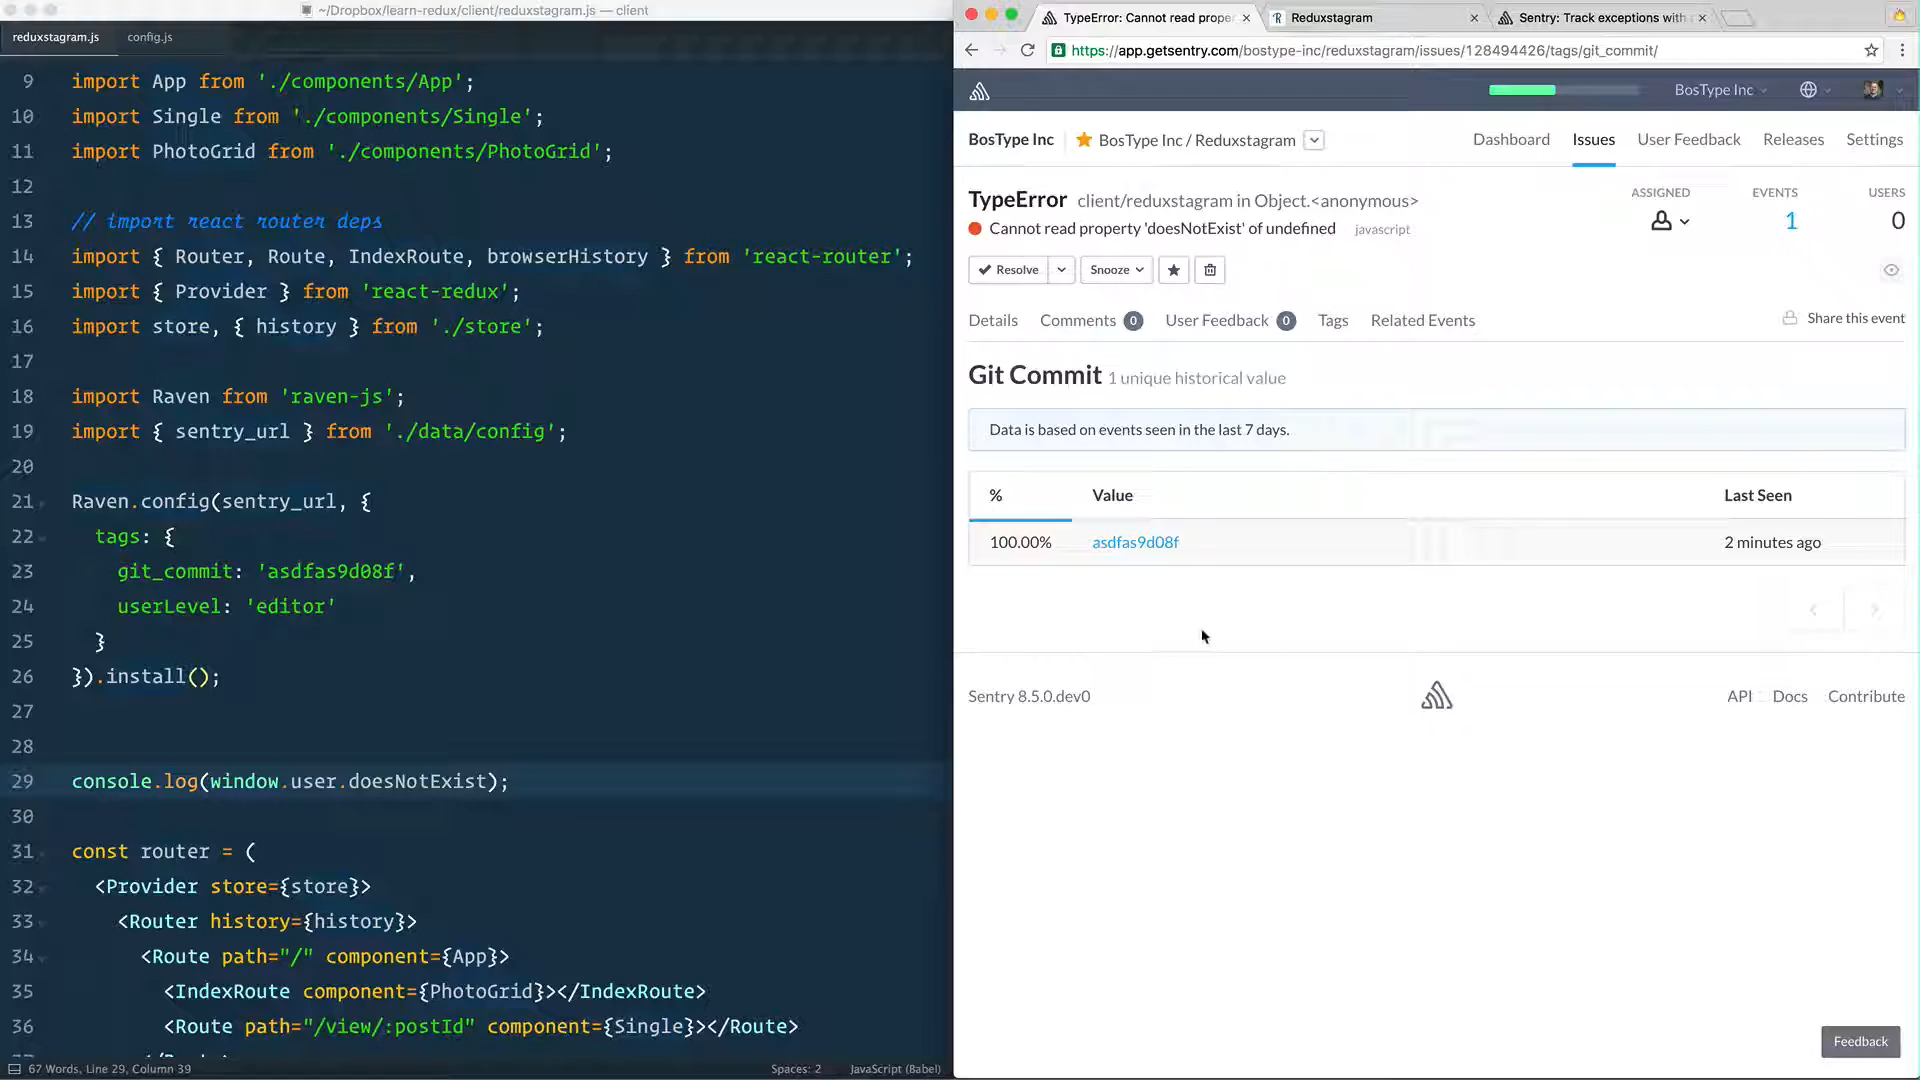 ~/Dropbox/learn-redux/client/reduxstagram.js — client
reduxstagram.js
config.js
9 import App from './components/App';
10 import Single from './components/Single';
11 import PhotoGrid from './components/PhotoGrid';
12
13 // import react router deps
14 import { Router, Route, IndexRoute, browserHistory } from 'react-router';
15 import { Provider } from 'react-redux';
16 import store, { history } from './store';
17
18 import Raven from 'raven-js';
19 import { sentry_url } from './data/config';
20
21 Raven.config(sentry_url, {
22 tags: {
23 git_commit: 'asdfas9d08f',
24 userLevel: 'editor'
25 }
26 }).install();
27
28
29 console.log(window.user.doesNotExist);
30
31 const router = (
32 <Provider store={store}>
33 <Router history={history}>
34 <Route path="/" component={App}>
35 <IndexRoute component={PhotoGrid}></IndexRoute>
36 <Route path="/view/:postId" component={Single}></Route>
67 Words, Line 29, Column 39
Spaces: 2
JavaScript (Babel)
TypeError: Cannot read prope
Reduxstagram
Sentry: Track exceptions with
https://app.getsentry.com/bostype-inc/reduxstagram/issues/128494426/tags/git_commit/
BosType Inc
BosType Inc
BosType Inc / Reduxstagram
Dashboard
Issues
User Feedback
Releases
Settings
TypeError client/reduxstagram in Object.<anonymous>
Cannot read property 'doesNotExist' of undefined javascript
ASSIGNED
EVENTS
1
USERS
0
Resolve
Snooze
Details
Comments 0
User Feedback 0
Tags
Related Events
Share this event
Git Commit 1 unique historical value
Data is based on events seen in the last 7 days.
% Value Last Seen
100.00% asdfas9d08f 2 minutes ago
Sentry 8.5.0.dev0
API
Docs
Contribute
Feedback